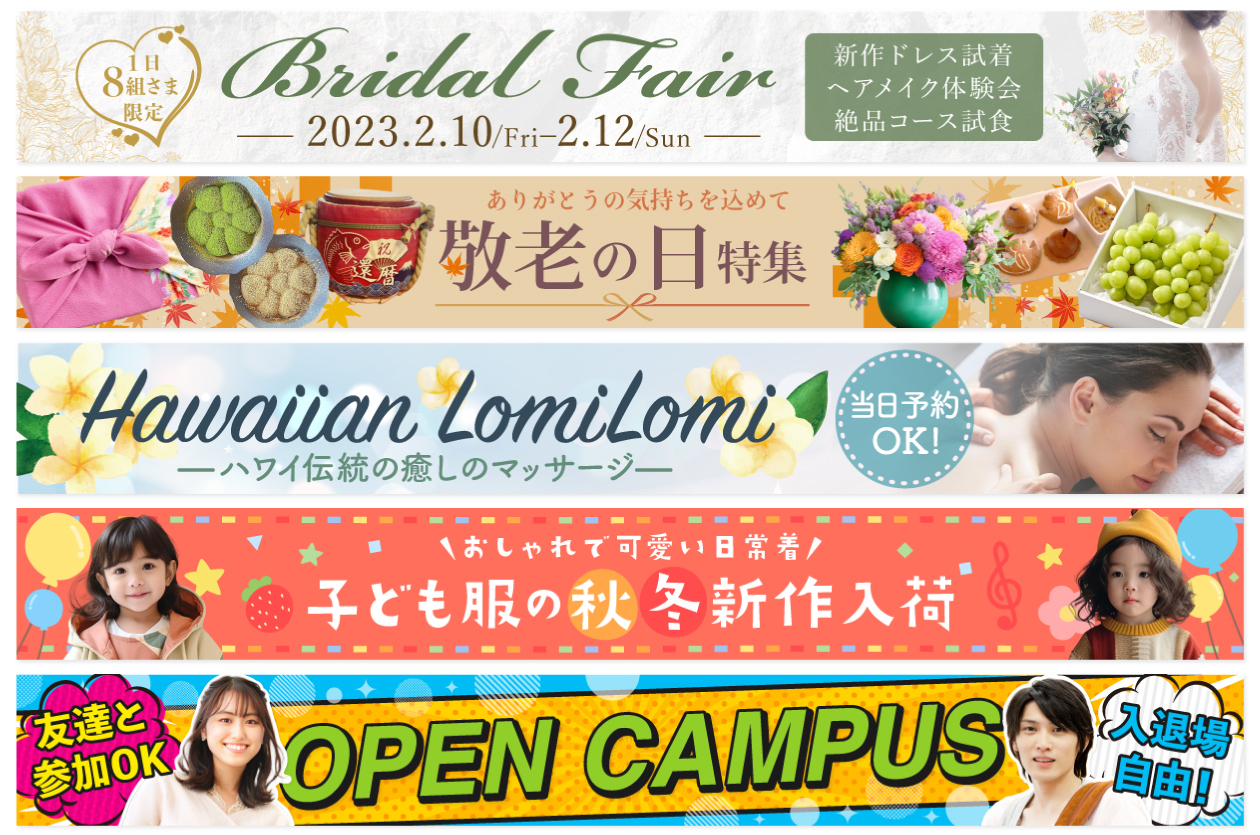 1日
8組さま
限定
Bridal Fair
2023.2.10/Fri–2.12/Sun
新作ドレス試着
ヘアメイク体験会
絶品コース試食
祝
還暦
ありがとうの気持ちを込めて
敬老の日特集
Hawaiian LomiLomi
ハワイ伝統の癒しのマッサージ
当日予約
OK!
\おしゃれで可愛い日常着/
子ども服の秋冬新作入荷
友達と
参加OK
OPEN CAMPUS
入退場
自由!